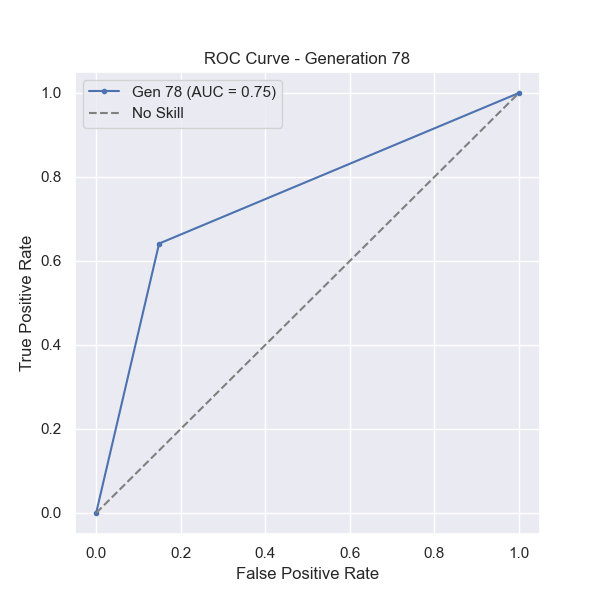 ROC Curve - Generation 78
Gen 78 (AUC = 0.75)
No Skill
True Positive Rate
1.0
0.8
0.6
0.4
0.2
0.0
0.0 0.2 0.4 0.6 0.8 1.0
False Positive Rate